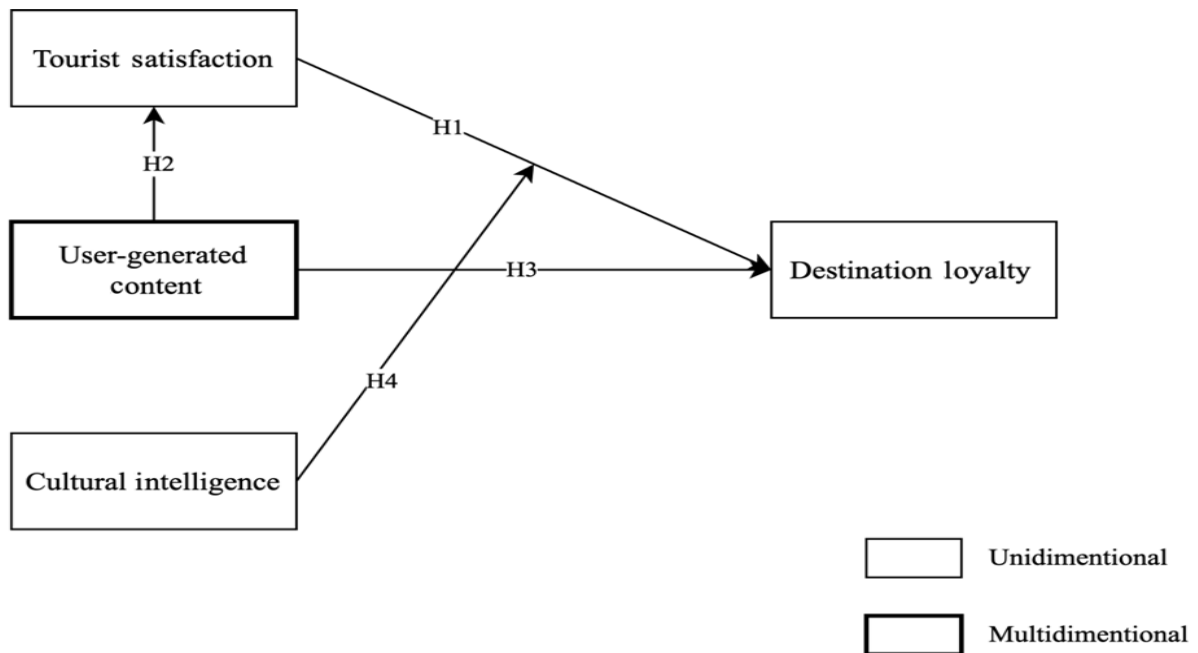 Tourist satisfaction
H1
H2
User-generated
content
H3
Destination loyalty
H4
Cultural intelligence
Unidimentional
Multidimentional